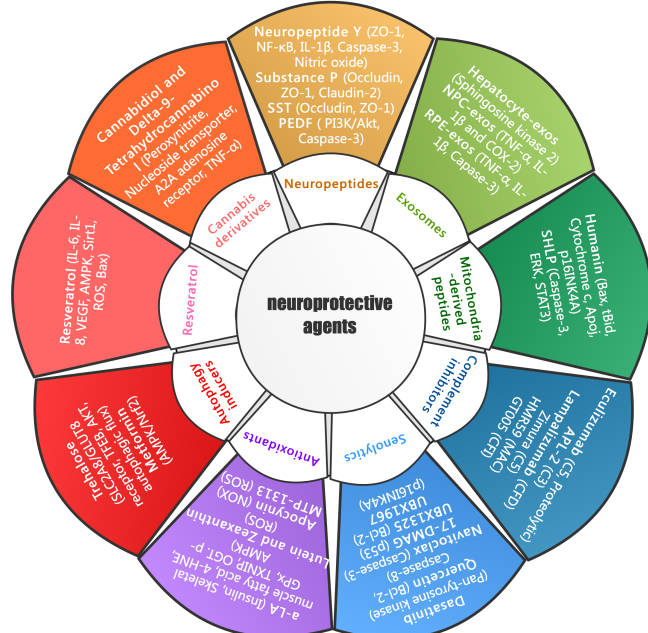 neuroprotective
agents
Neuropeptides
Neuropeptide Y (ZO-1,
NF-κB, IL-1β, Caspase-3,
Nitric oxide)
Substance P (Occludin,
ZO-1, Claudin-2)
SST (Occludin, ZO-1)
PEDF ( PI3K/Akt,
Caspase-3)
Exosomes
Hepatocyte-exos
(Sphingosine kinase 2)
NPC-exos (TNF-α, IL-
1β and COX-2)
RPE-exos (TNF-α, IL-
1β, Capase-3)
Mitochondria
-derived
peptides
Humanin (Bax, tBid,
Cytochrome c, Apoj,
p16INK4A)
SHLP (Caspase-3,
ERK, STAT3)
Complement
inhibitors
Eculizumab (C5, Proteolytic)
APL-2 (C3)
Lampalizumab (CFD)
Zimura (C5)
HMR59 (MAC)
GT005 (CFI)
Senolytics
Dasatinib
(Pan-tyrosine kinase)
Quercetin (Bcl-2,
Caspase-8)
Navitoclax (Caspase-3)
17-DMAG (p53)
UBX1325 (Bcl-2)
UBX1967
(p16INK4A)
Antioxidants
a-LA (Insulin, Skeletal
muscle fatty acid, 4-HNE,
GPx, TXNIP, OGT p-
AMPK)
Lutein and Zeaxanthin
(ROS)
Apocynin (NOX)
MTP-1313 (ROS)
Autophagy
inducers
Trehalose
(SLC2A8/GLUT8
receptor, TFEB, AKT,
autophagic flux)
Metformin
(AMPK/Nrf2)
Resveratrol
Resveratrol (IL-6, IL-
8, VEGF, AMPK, Sirt1,
ROS, Bax)
Cannabis
derivatives
Cannabidiol and
Delta-9-
Tetrahydrocannabino
l (Peroxynitrite,
Nucleoside transporter,
A2A adenosine
receptor, TNF-α)